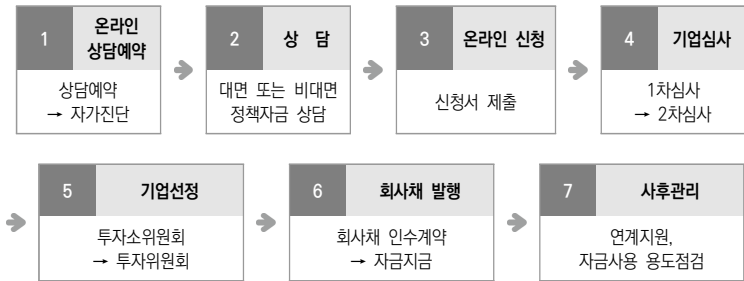 1
온라인
상담예약
상담예약
→ 자가진단
2
상 담
대면 또는 비대면
정책자금 상담
3
온라인 신청
신청서 제출
4
기업심사
1차심사
→ 2차심사
5
기업선정
투자소위원회
→ 투자위원회
6
회사채 발행
회사채 인수계약
→ 자금지금
7
사후관리
연계지원,
자금사용 용도점검